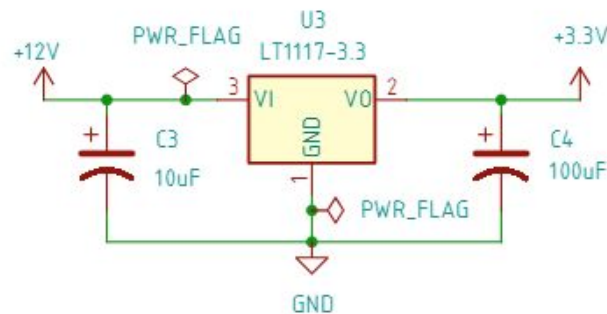 U3
PWR_FLAG
LT1117-3.3
+12V
+3.3V
3
VI
VO
2
GND
1
+
C3
10uF
+
C4
100uF
PWR_FLAG
GND